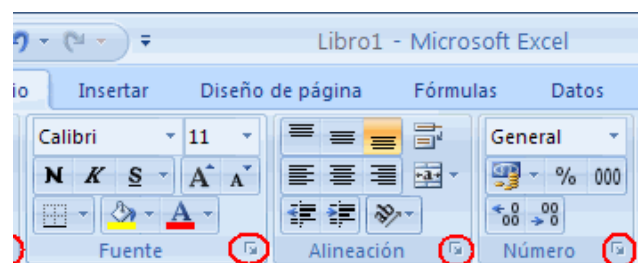 Libro1 - Microsoft Excel
io Insertar Diseño de página Fórmulas Datos
Calibri 11 General
N K S A A % 000
A ,0 ,00 ,00 ,0
Fuente Alineación Número